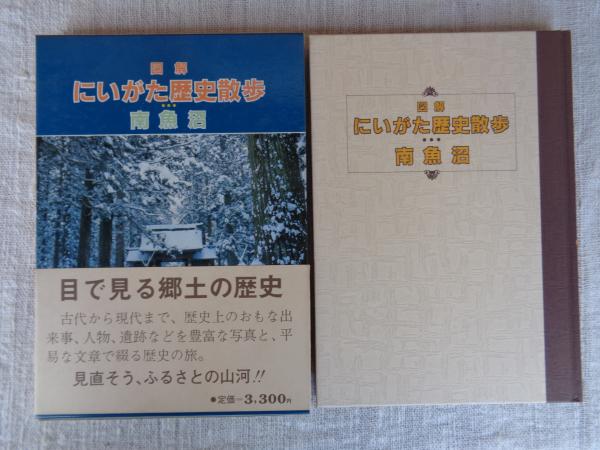 図解
にいがた歴史散歩
南魚沼
目で見る郷土の歴史
古代から現代まで、歴史上のおもな出
来事、人物、遺跡などを豊富な写真と、平
易な文章で綴る歴史の旅。
見直そう、ふるさとの山河!!
●定価=3,300円
図解
にいがた歴史散歩
南魚沼